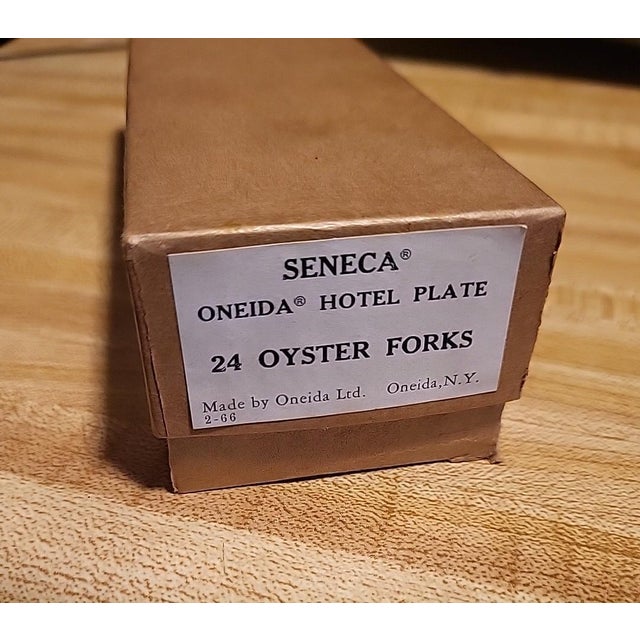 SENECA®
ONEIDA® HOTEL PLATE
24 OYSTER FORKS
Made by Oneida Ltd. Oneida, N.Y.
2-66